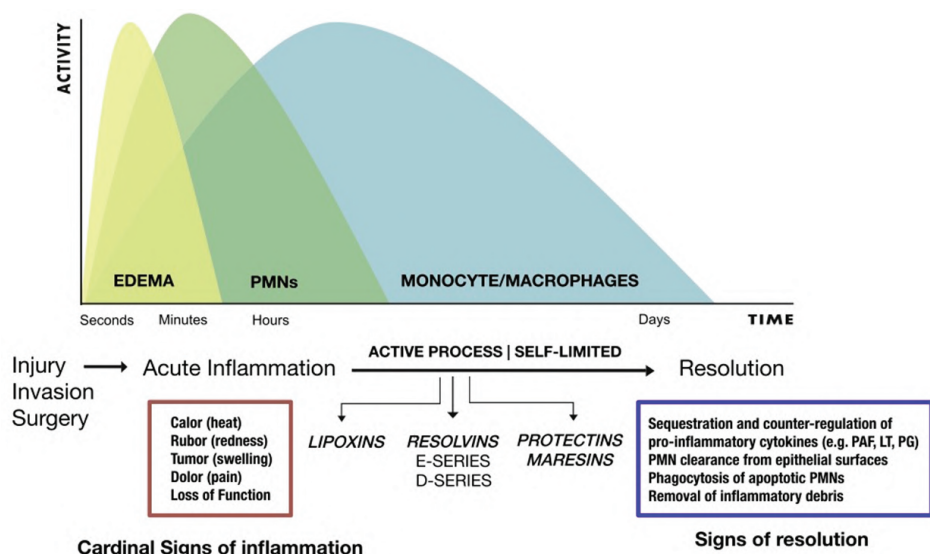 ACTIVITY
EDEMA
PMNs
MONOCYTE/MACROPHAGES
Seconds
Minutes
Hours
Days
TIME
Injury
Invasion
Surgery
Acute Inflammation
ACTIVE PROCESS | SELF-LIMITED
Resolution
Calor (heat)
Rubor (redness)
Tumor (swelling)
Dolor (pain)
Loss of Function
LIPOXINS
RESOLVINS
E-SERIES
D-SERIES
PROTECTINS
MARESINS
Sequestration and counter-regulation of
pro-inflammatory cytokines (e.g. PAF, LT, PG)
PMN clearance from epithelial surfaces
Phagocytosis of apoptotic PMNs
Removal of inflammatory debris
Cardinal Signs of inflammation
Signs of resolution